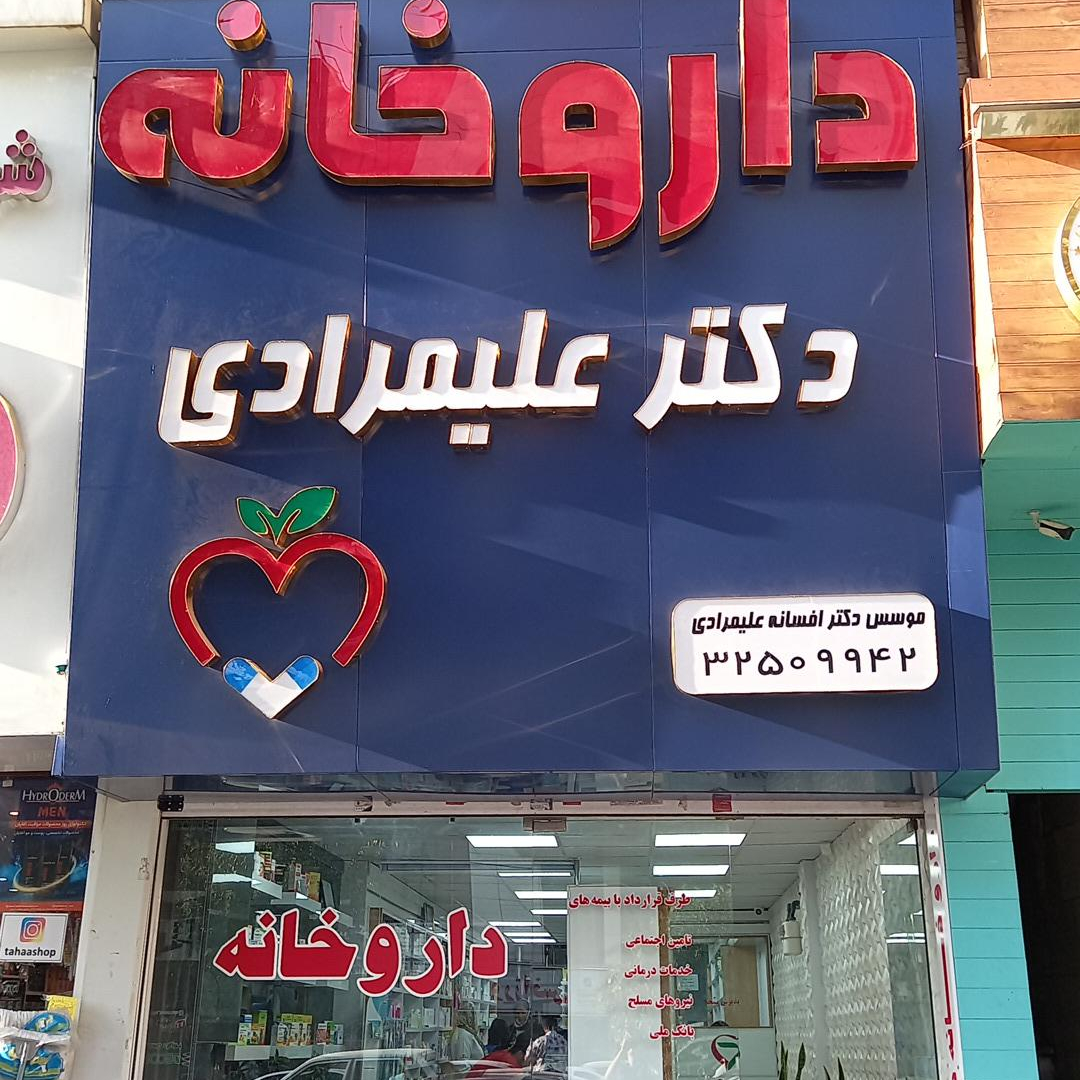 داروخانه
دکتر علیمرادی
موسس دکتر افسانه علیمرادی
۳۲۵۰۹۹۴۲
HYDRODERM
MEN
tahaashop
داروخانه
طرف قرارداد با بیمه های
تامین اجتماعی
خدمات درمانی
نیروهای مسلح
بانک ملی